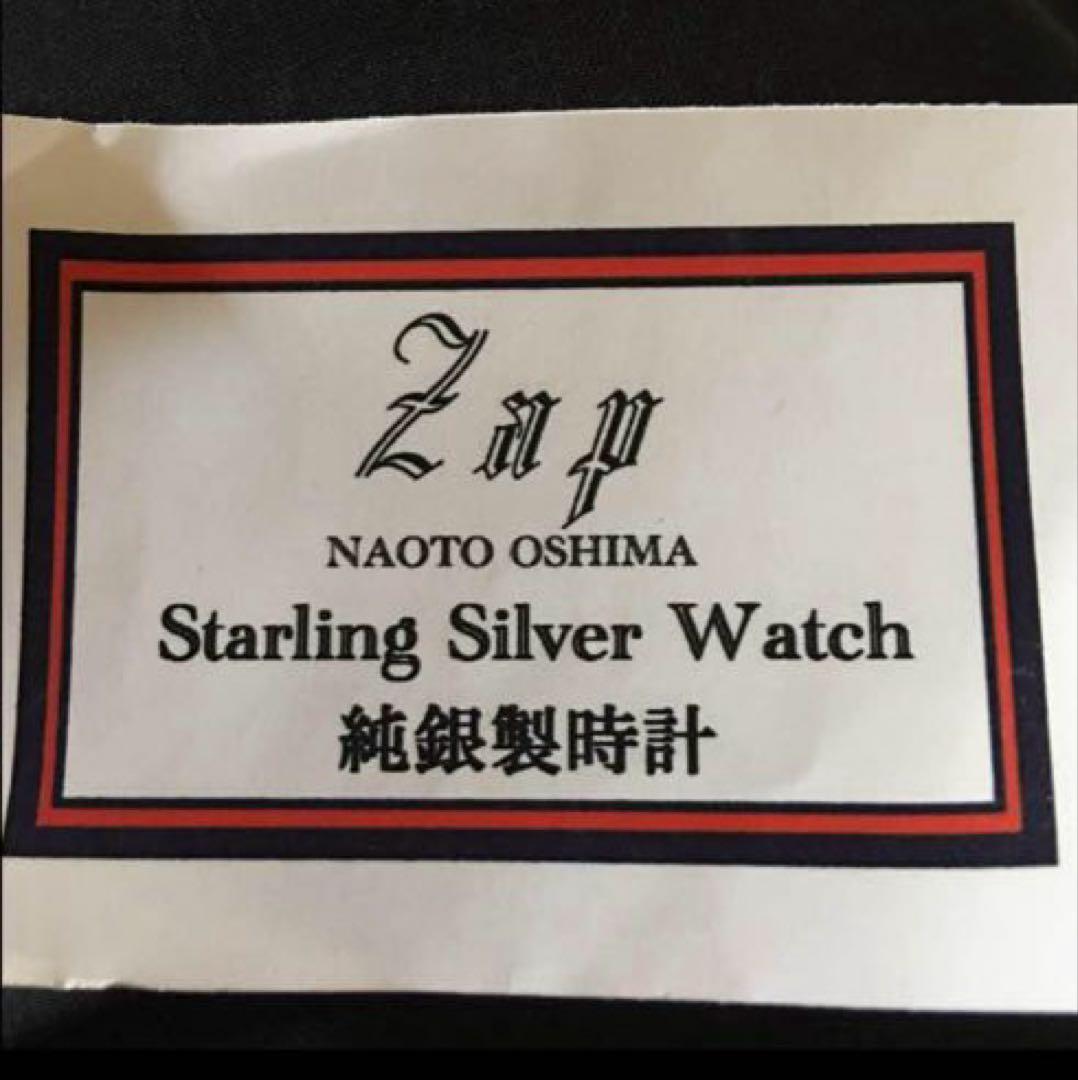 Zap
NAOTO OSHIMA
Starling Silver Watch
純銀製時計